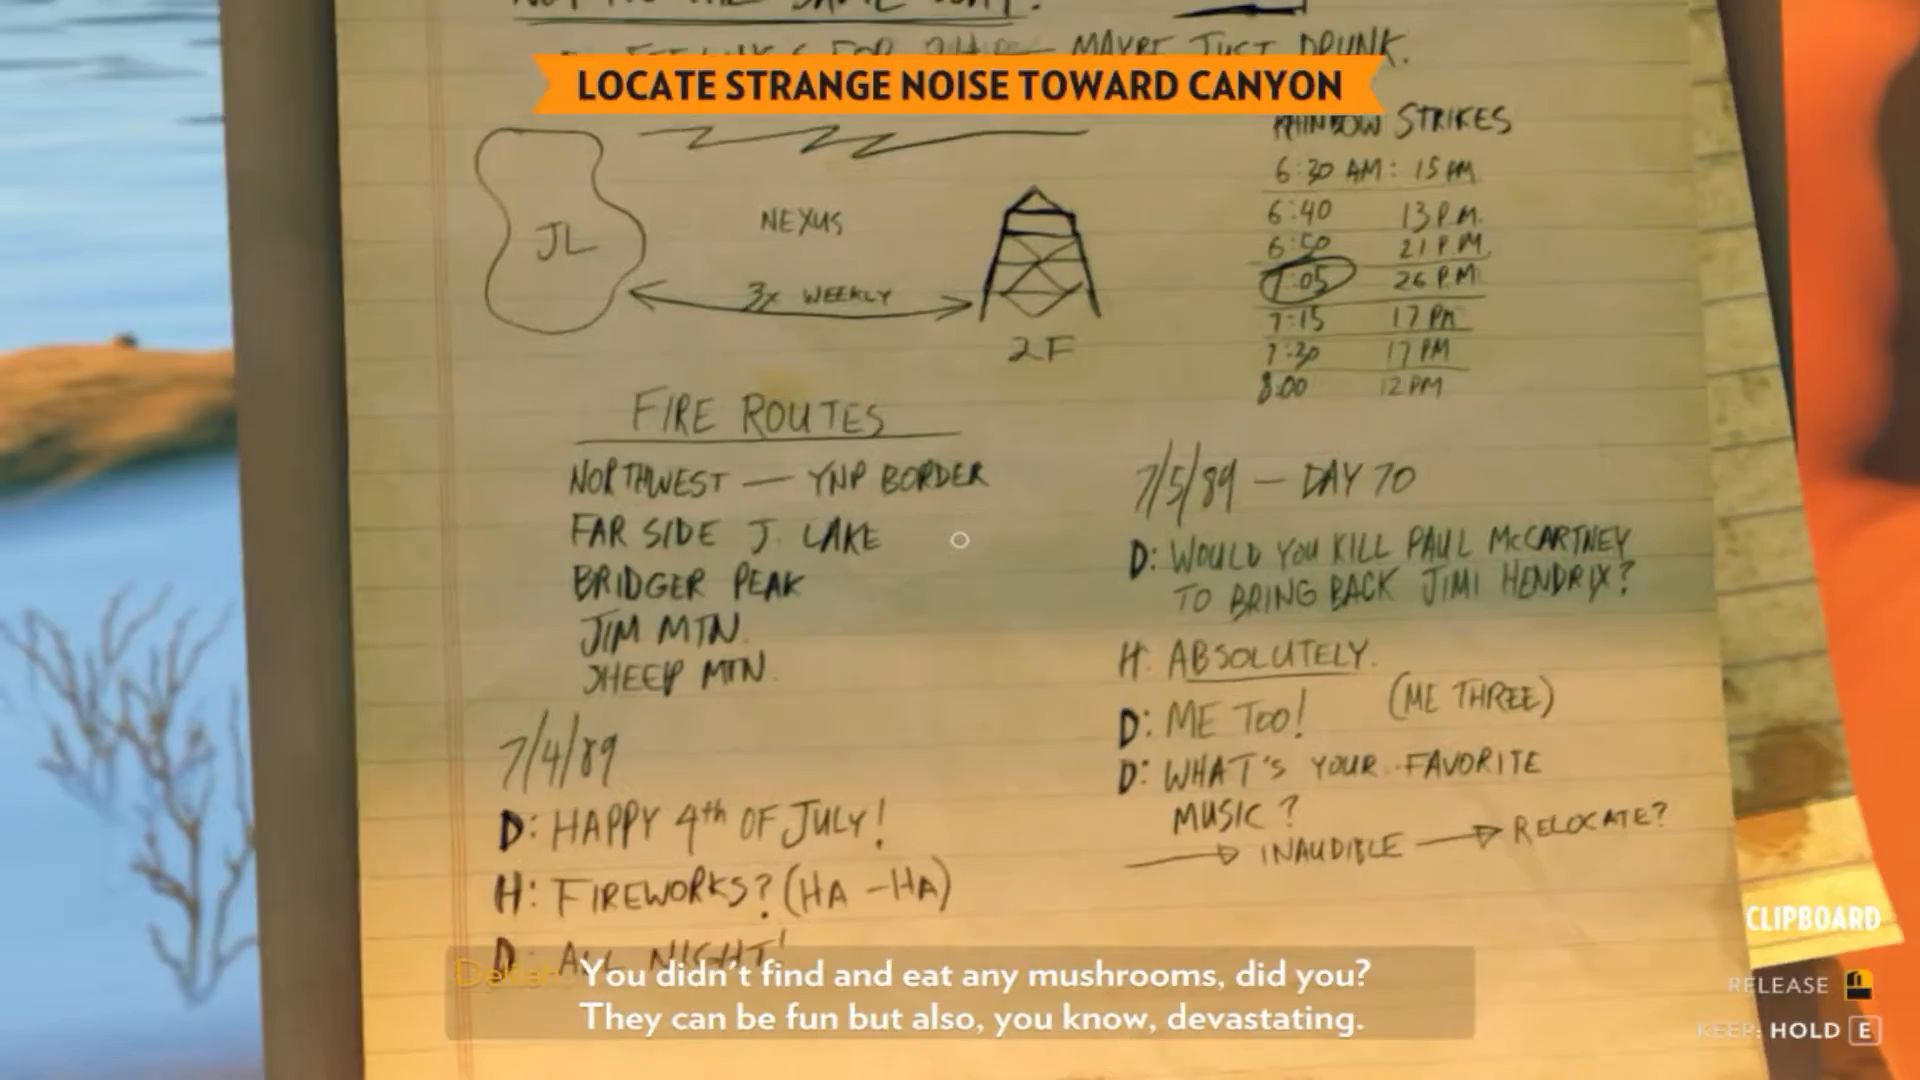 MAYBE JUST DRUNK.
LOCATE STRANGE NOISE TOWARD CANYON
JL
NEXUS
3x WEEKLY
2F
RAINBOW STRIKES
6:30 AM: 15 PM.
6:40 13 P.M.
6:50 21 P.M.
7:05 26 P.M.
7:15 17 PM
7:30 17 PM
8:00 12 PM
FIRE ROUTES
NORTHWEST — YNP BORDER
FAR SIDE J. LAKE
BRIDGER PEAK
JIM MTN.
SHEEP MTN.
7/4/89
D: HAPPY 4th OF JULY!
H: FIREWORKS? (HA-HA)
D: ALL NIGHT!
7/5/89 — DAY 70
D: WOULD YOU KILL PAUL McCARTNEY
TO BRING BACK JIMI HENDRIX?
H: ABSOLUTELY.
D: ME TOO! (ME THREE)
D: WHAT'S YOUR FAVORITE
MUSIC?
INAUDIBLE → RELOCATE?
Delilah: You didn't find and eat any mushrooms, did you?
They can be fun but also, you know, devastating.
CLIPBOARD
RELEASE
KEEP: HOLD E